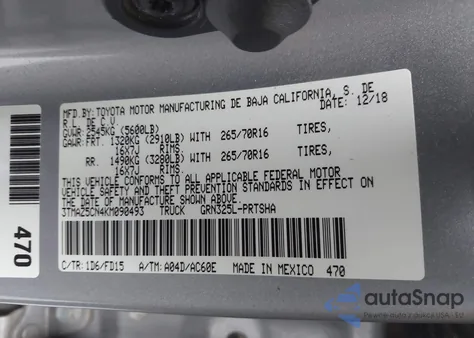 MFD.BY:TOYOTA MOTOR MANUFACTURING DE BAJA CALIFORNIA, S. DE
R. L. DE C.V. DATE: 12/18
GVWR: 2545KG (5600LB)
GAWR:FRT. 1320KG (2910LB) WITH 265/70R16 TIRES,
16X7J RIMS
RR. 1490KG (3280LB) WITH 265/70R16 TIRES,
16X7J RIMS.
THIS VEHICLE CONFORMS TO ALL APPLICABLE FEDERAL MOTOR
VEHICLE SAFETY AND THEFT PREVENTION STANDARDS IN EFFECT
ON THE DATE OF MANUFACTURE SHOWN ABOVE.
3TMAZ5CN4KM090493 TRUCK GRN325L-PRTSHA
C/TR:1D6/FD15 A/TM: A04D/AC60E MADE IN MEXICO 470
470
autoSnap